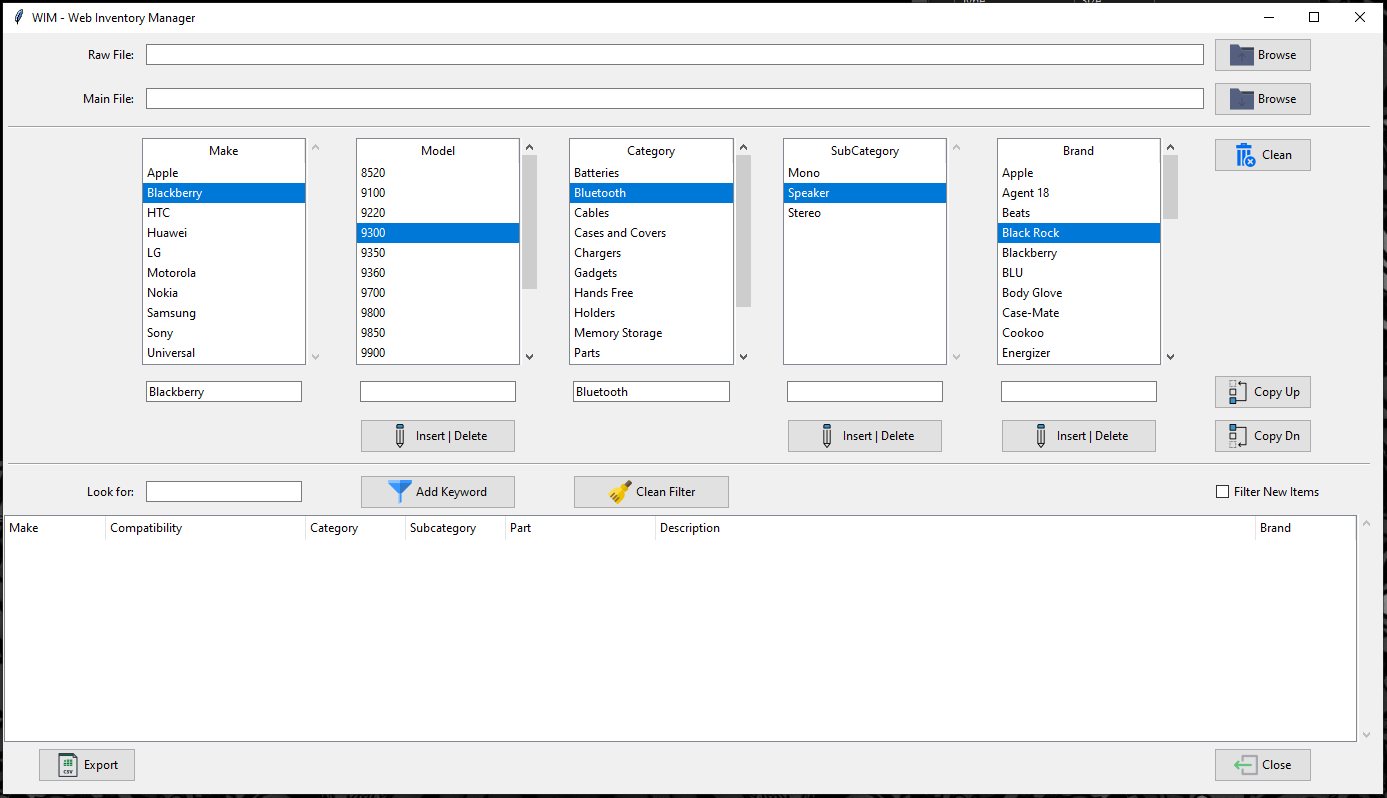 WIM - Web Inventory Manager
Raw File:
Browse
Main File:
Browse
Make Model Category SubCategory Brand
Clean
Apple 8520 Batteries Mono Apple
Blackberry 9100 Bluetooth Speaker Agent 18
HTC 9220 Cables Stereo Beats
Huawei 9300 Cases and Covers Black Rock
LG 9350 Chargers Blackberry
Motorola 9360 Gadgets BLU
Nokia 9700 Hands Free Body Glove
Samsung 9800 Holders Case-Mate
Sony 9850 Memory Storage Cookoo
Universal 9900 Parts Energizer
Blackberry Bluetooth Copy Up
Insert | Delete Insert | Delete Insert | Delete Copy Dn
Look for: Add Keyword Clean Filter Filter New Items
Make Compatibility Category Subcategory Part Description Brand
CSV Export Close